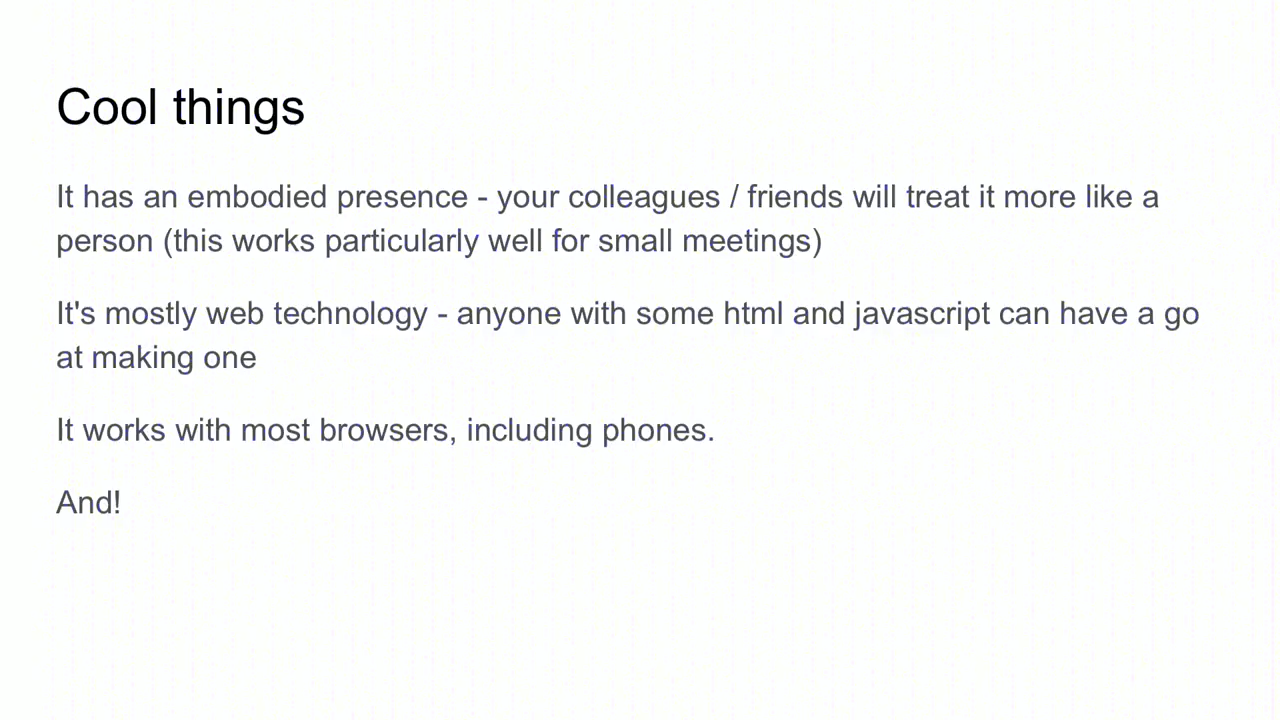 Cool things
It has an embodied presence - your colleagues / friends will treat it more like a
person (this works particularly well for small meetings)
It's mostly web technology - anyone with some html and javascript can have a go
at making one
It works with most browsers, including phones.
And!